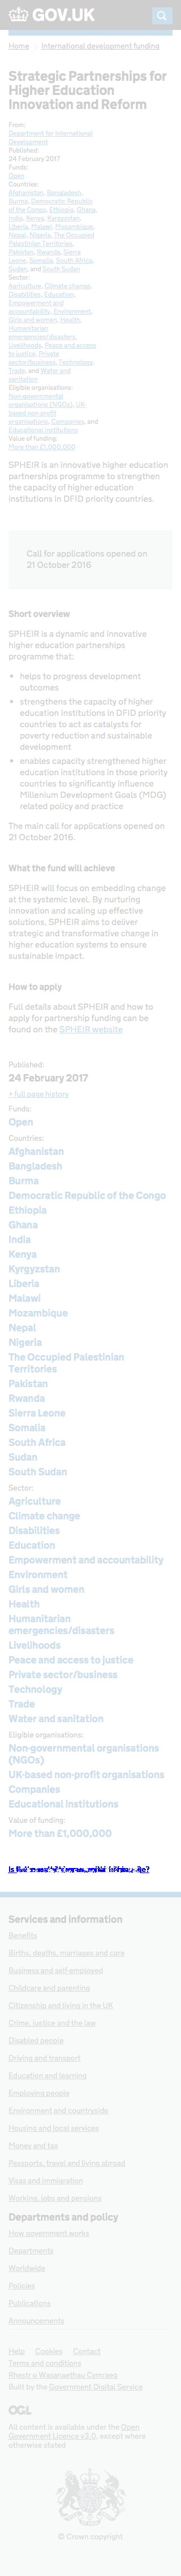 GOV.UK
Home International development funding
Strategic Partnerships for
Higher Education
Innovation and Reform
From:
Department for International
Development
Published:
24 February 2017
Funds:
Open
Countries:
Afghanistan, Bangladesh,
Burma, Democratic Republic
of the Congo, Ethiopia, Ghana,
India, Kenya, Kyrgyzstan,
Liberia, Malawi, Mozambique,
Nepal, Nigeria, The Occupied
Palestinian Territories,
Pakistan, Rwanda, Sierra
Leone, Somalia, South Africa,
Sudan, and South Sudan
Sector:
Agriculture, Climate change,
Disabilities, Education,
Empowerment and
accountability, Environment,
Girls and women, Health,
Humanitarian
emergencies/disasters,
Livelihoods, Peace and access
to justice, Private
sector/business, Technology,
Trade, and Water and
sanitation
Eligible organisations:
Non-governmental
organisations (NGOs), UK-
based non-profit
organisations, Companies, and
Educational institutions
Value of funding:
More than £1,000,000
SPHEIR is an innovative higher education
partnerships programme to strengthen
the capacity of higher education
institutions in DFID priority countries.
Call for applications opened on
21 October 2016
Short overview
SPHEIR is a dynamic and innovative
higher education partnerships
programme that:
helps to progress development
outcomes
strengthens the capacity of higher
education institutions in DFID priority
countries to act as catalysts for
poverty reduction and sustainable
development
enables capacity strengthened higher
education institutions in these priority
countries to significantly influence
Millenium Development Goals (MDG)
related policy and practice
The main call for applications opened on
21 October 2016.
What the fund will achieve
SPHEIR will focus on embedding a culture
of change, evaluating new ways of
working and scaling up effective
solutions. SPHEIR aims to deliver
strategic and transformational change
within the higher education systems to
ensure sustainable impact.
How to apply
Full details about SPHEIR and how to
apply for partnership funding can be
found on the SPHEIR website
Published:
24 February 2017
+ full page history
Funds:
Open
Countries:
Afghanistan
Bangladesh
Burma
Democratic Republic of the Congo
Ethiopia
Ghana
India
Kenya
Kyrgyzstan
Liberia
Malawi
Mozambique
Nepal
Nigeria
The Occupied Palestinian
Territories
Pakistan
Rwanda
Sierra Leone
Somalia
South Africa
Sudan
South Sudan
Sector:
Agriculture
Climate change
Disabilities
Education
Empowerment and accountability
Environment
Girls and women
Health
Humanitarian
emergencies/disasters
Livelihoods
Peace and access to justice
Private sector/business
Technology
Trade
Water and sanitation
Eligible organisations:
Non-governmental organisations
(NGOs)
UK-based non-profit organisations
Companies
Educational institutions
Value of funding:
More than £1,000,000
Services and information
Benefits
Births, deaths, marriages and care
Business and self-employed
Childcare and parenting
Citizenship and living in the UK
Crime, justice and the law
Disabled people
Driving and transport
Education and learning
Employing people
Environment and countryside
Housing and local services
Money and tax
Passports, travel and living abroad
Visas and immigration
Working, jobs and pensions
Departments and policy
How government works
Departments
Worldwide
Policies
Publications
Announcements
Help Cookies Contact
Terms and conditions
Rhestr o Wasanaethau Cymraeg
Built by the Government Digital Service
OGL
All content is available under the Open
Government Licence v3.0, except where
otherwise stated
© Crown copyright